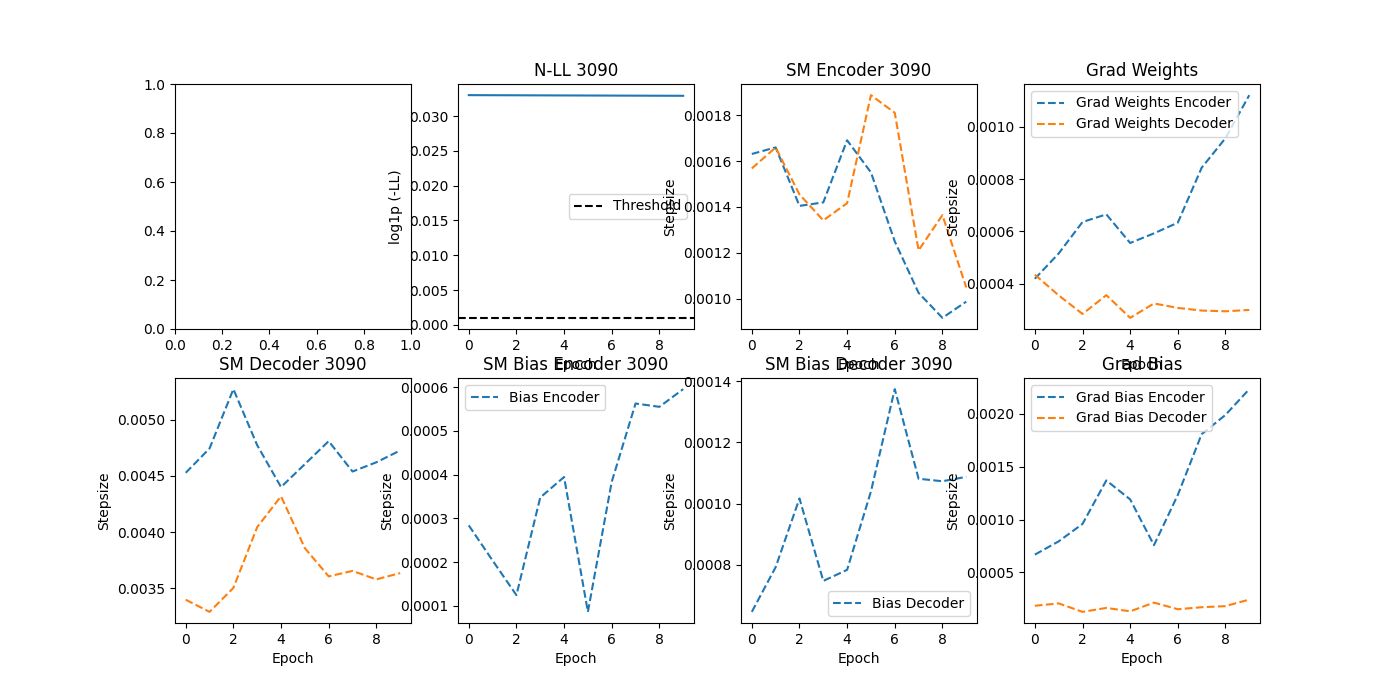 N-LL 3090
SM Encoder 3090
Grad Weights
1.0
0.8
0.6
0.4
0.2
0.0
0.0 0.2 0.4 0.6 0.8 1.0
log1p (-LL)
0.030
0.025
0.020
0.015
0.010
0.005
0.000
Threshold
0 2 4 6 8
Epoch
Stepsize
0.0018
0.0016
0.0014
0.0012
0.0010
0 2 4 6 8
Epoch
Stepsize
0.0010
0.0008
0.0006
0.0004
Grad Weights Encoder
Grad Weights Decoder
0 2 4 6 8
Epoch
SM Decoder 3090
SM Bias Encoder 3090
SM Bias Decoder 3090
Grad Bias
Stepsize
0.0050
0.0045
0.0040
0.0035
0 2 4 6 8
Epoch
Stepsize
0.0006
0.0005
0.0004
0.0003
0.0002
0.0001
Bias Encoder
0 2 4 6 8
Stepsize
0.0014
0.0012
0.0010
0.0008
Bias Decoder
0 2 4 6 8
Epoch
Stepsize
0.0020
0.0015
0.0010
0.0005
Grad Bias Encoder
Grad Bias Decoder
0 2 4 6 8
Epoch